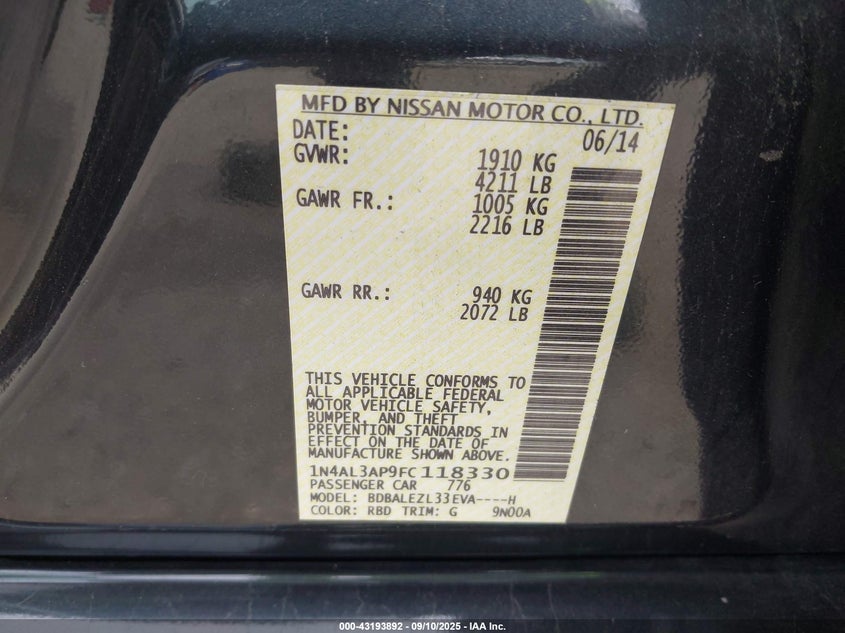 MFD BY NISSAN MOTOR CO., LTD.
DATE: 06/14
GVWR: 1910 KG
4211 LB
GAWR FR.: 1005 KG
2216 LB
GAWR RR.: 940 KG
2072 LB
THIS VEHICLE CONFORMS TO
ALL APPLICABLE FEDERAL
MOTOR VEHICLE SAFETY,
BUMPER, AND THEFT
PREVENTION STANDARDS IN
EFFECT ON THE DATE OF
MANUFACTURE SHOWN ABOVE.
1N4AL3AP9FC118330
PASSENGER CAR 776
MODEL: BDBALEZL33EVA----H
COLOR: RBD TRIM: G 9N00A
000-43193892 - 09/10/2025 - IAA Inc.